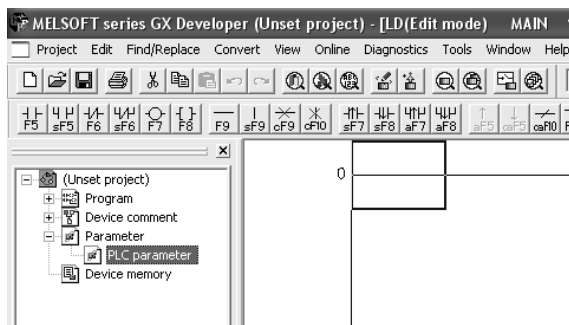 MELSOFT series GX Developer (Unset project) - [LD(Edit mode) MAIN
Project Edit Find/Replace Convert View Online Diagnostics Tools Window Help
F5 sF5 F6 sF6 F7 F8 F9 sF9 cF9 cF10 sF7 sF8 aF7 aF8 aF5 caF5 caF10
0
(Unset project)
Program
Device comment
Parameter
PLC parameter
Device memory